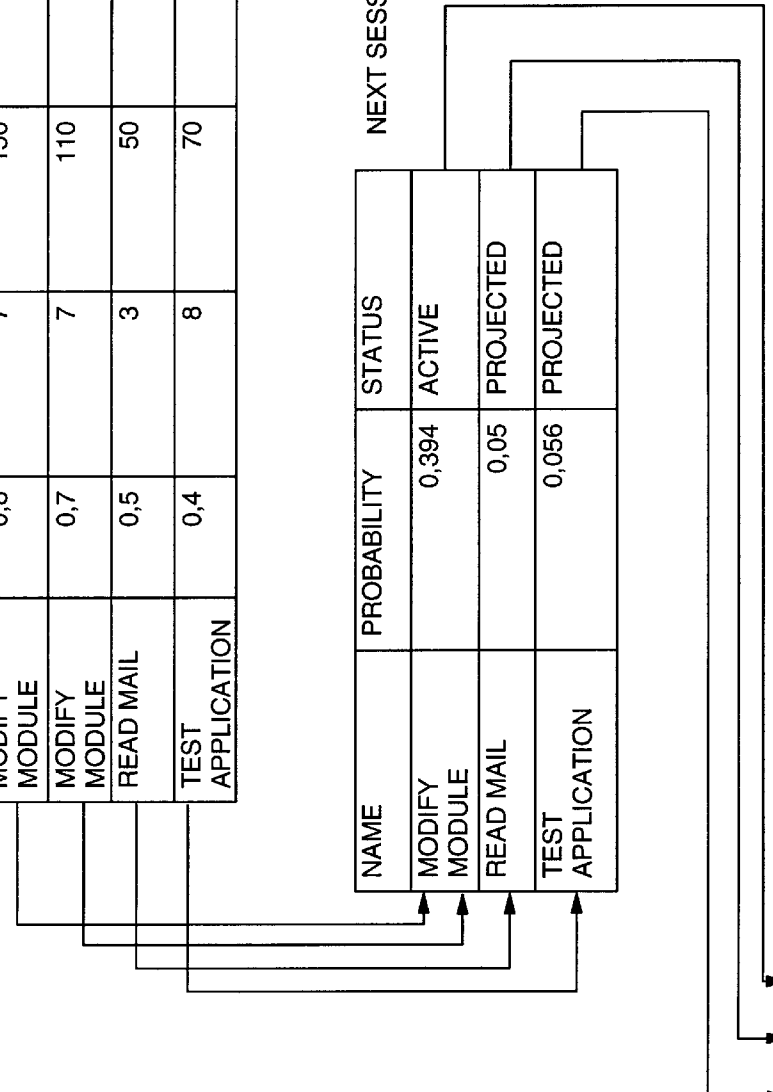 MODULE
MODIFY 0,7 7 110
MODULE
READ MAIL 0,5 3 50
TEST 0,4 8 70
APPLICATION
NAME PROBABILITY STATUS
NEXT SESS
MODIFY 0,394 ACTIVE
MODULE
READ MAIL 0,05 PROJECTED
TEST 0,056 PROJECTED
APPLICATION